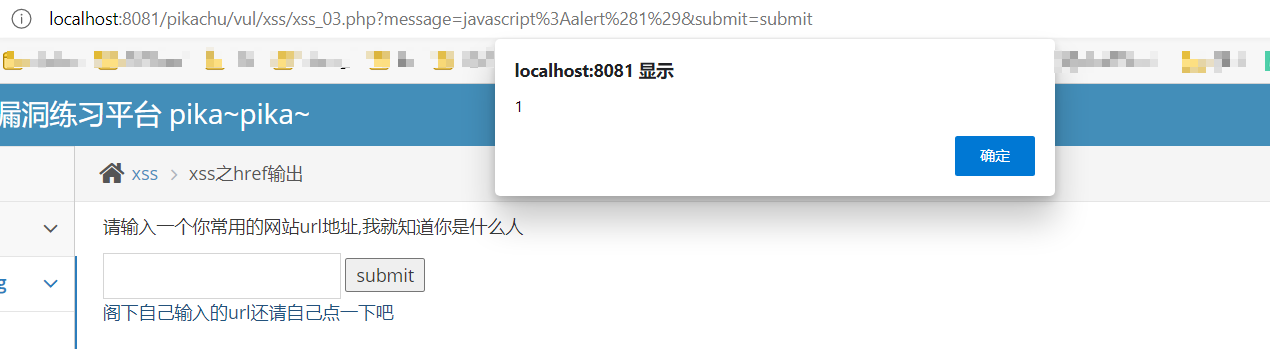 localhost:8081/pikachu/vul/xss/xss_03.php?message=javascript%3Aalert%281%29&submit=submit
localhost:8081 显示
1
确定
漏洞练习平台 pika~pika~
xss
xss之href输出
请输入一个你常用的网站url地址,我就知道你是什么人
submit
g
阁下自己输入的url还请自己点一下吧